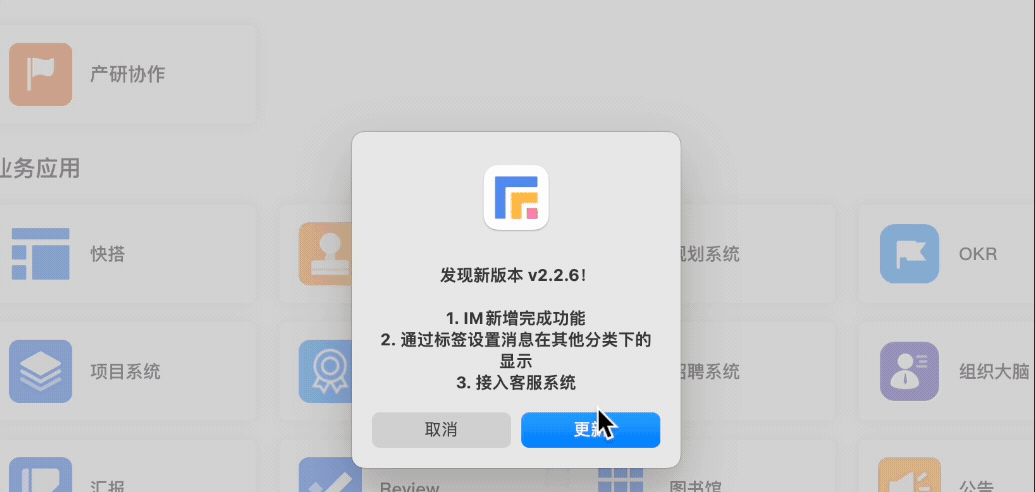 产研协作
业务应用
快搭
规划系统
OKR
项目系统
招聘系统
组织大脑
汇报
Review
图书馆
公告
发现新版本 v2.2.6!
1. IM新增完成功能
2. 通过标签设置消息在其他分类下的
显示
3. 接入客服系统
取消
更新